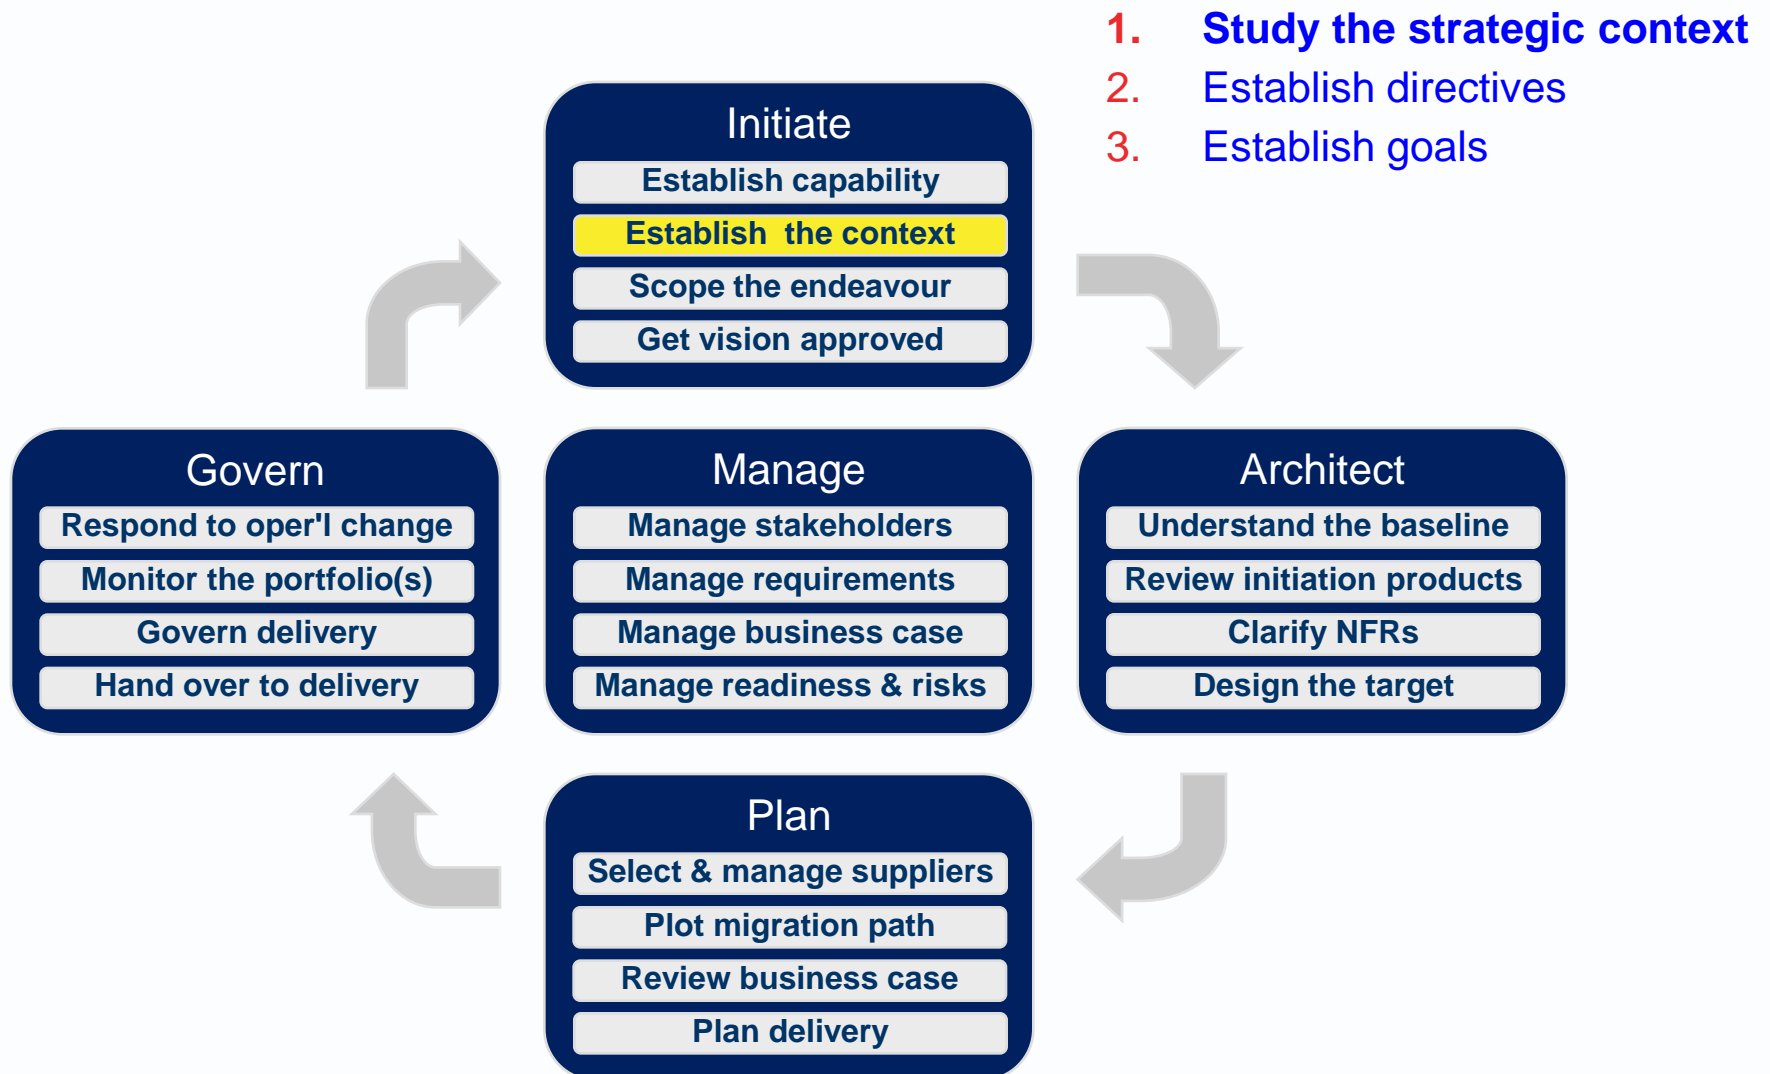 1. Study the strategic context
2. Establish directives
3. Establish goals
Initiate
Establish capability
Establish the context
Scope the endeavour
Get vision approved
Govern
Respond to oper'l change
Monitor the portfolio(s)
Govern delivery
Hand over to delivery
Manage
Manage stakeholders
Manage requirements
Manage business case
Manage readiness & risks
Architect
Understand the baseline
Review initiation products
Clarify NFRs
Design the target
Plan
Select & manage suppliers
Plot migration path
Review business case
Plan delivery